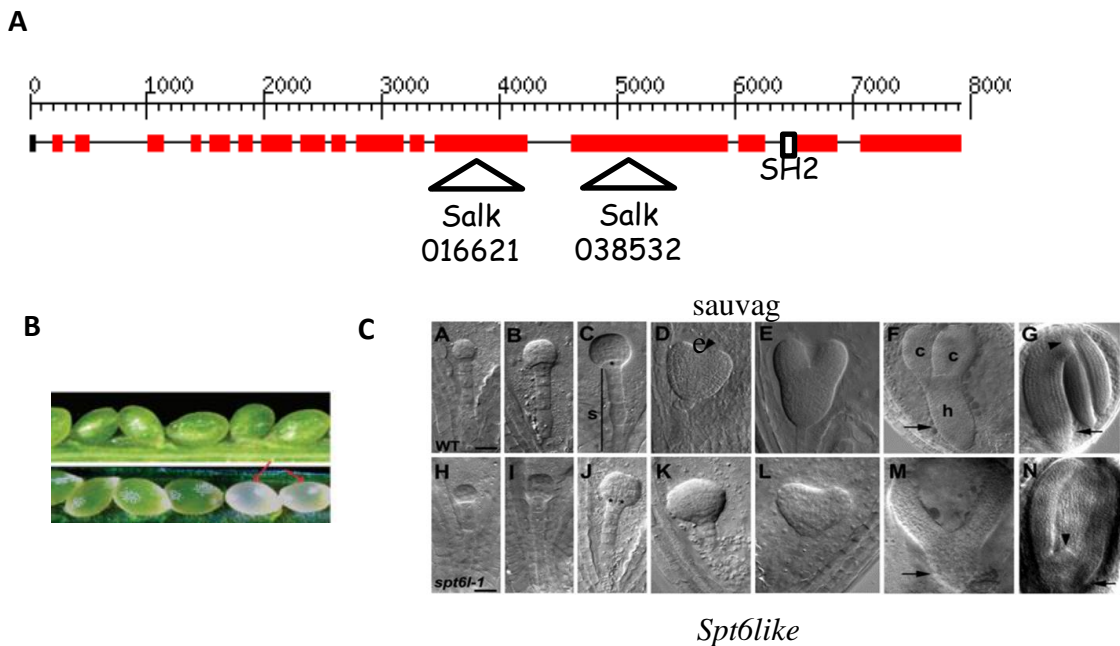 A
0 1000 2000 3000 4000 5000 6000 7000 8000
SH2
Salk
016621
Salk
038532
B
C
sauvag
e
A B C D E F G
c c
s
h
WT
H I J K L M N
spt6l-1
Spt6like